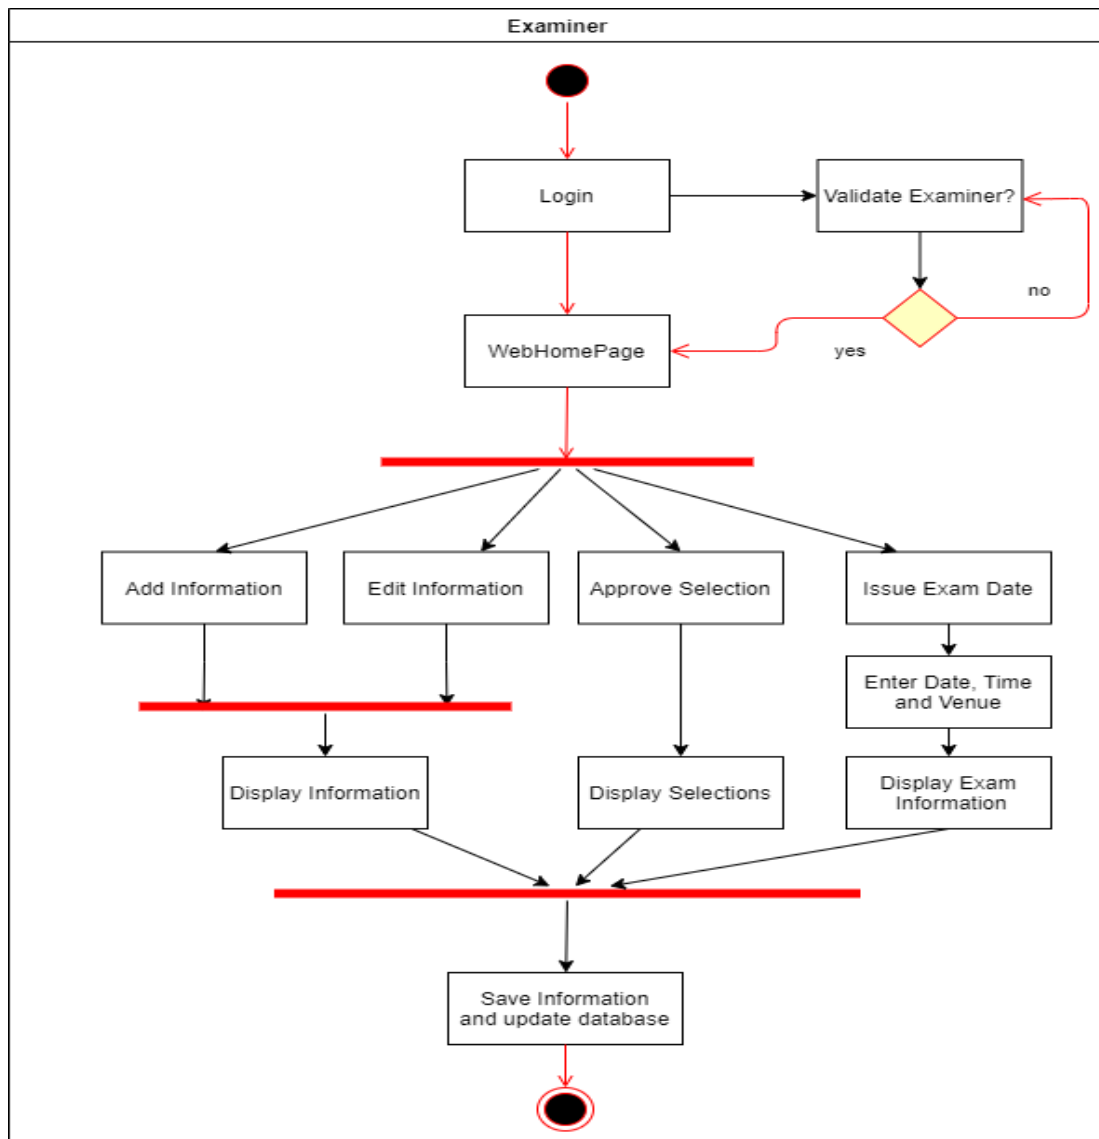 Examiner
Login
Validate Examiner?
no
WebHomePage
yes
Add Information
Edit Information
Approve Selection
Issue Exam Date
Enter Date, Time
and Venue
Display Information
Display Selections
Display Exam
Information
Save Information
and update database